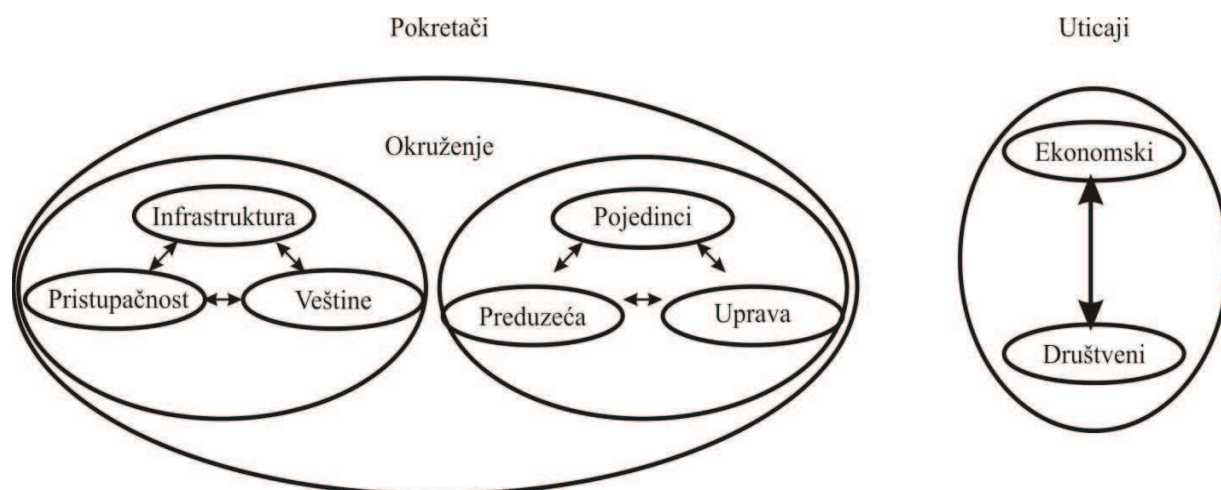 Pokretači
Uticaji
Okruženje
Infrastruktura
Pristupačnost
Veštine
Pojedinci
Preduzeća
Uprava
Ekonomski
Društveni